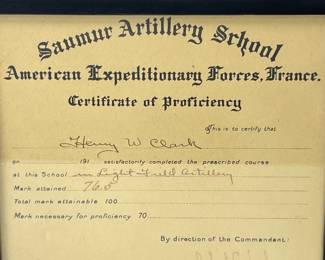 Saumur Artillery School
American Expeditionary Forces, France.
Certificate of Proficiency
This is to certify that
Henry W Clark
on 191 satisfactorily completed the prescribed course
at this School in Light Field Artillery
Mark attained 76.5
Total mark attainable 100
Mark necessary for proficiency 70
By direction of the Commandant: